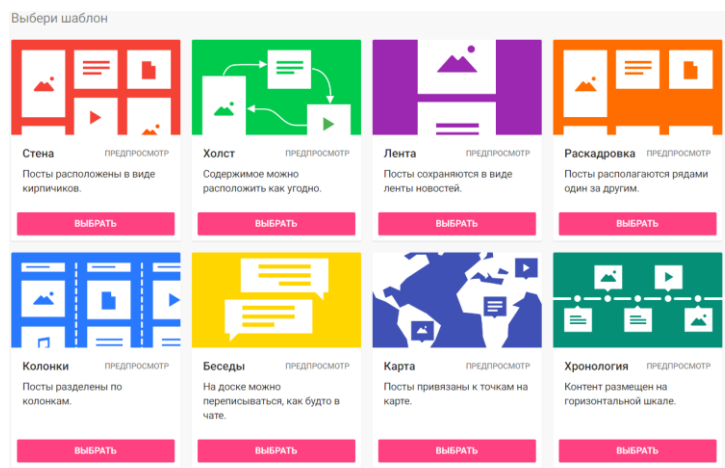 Выбери шаблон
Стена ПРЕДПРОСМОТР
Посты расположены в виде
кирпичиков.
ВЫБРАТЬ
Холст ПРЕДПРОСМОТР
Содержимое можно
расположить как угодно.
ВЫБРАТЬ
Лента ПРЕДПРОСМОТР
Посты сохраняются в виде
ленты новостей.
ВЫБРАТЬ
Раскадровка ПРЕДПРОСМОТР
Посты располагаются рядами
один за другим.
ВЫБРАТЬ
Колонки ПРЕДПРОСМОТР
Посты разделены по
колонкам.
ВЫБРАТЬ
Беседы ПРЕДПРОСМОТР
На доске можно
переписываться, как будто в
чате.
ВЫБРАТЬ
Карта ПРЕДПРОСМОТР
Посты привязаны к точкам на
карте.
ВЫБРАТЬ
Хронология ПРЕДПРОСМОТР
Контент размещен на
горизонтальной шкале.
ВЫБРАТЬ